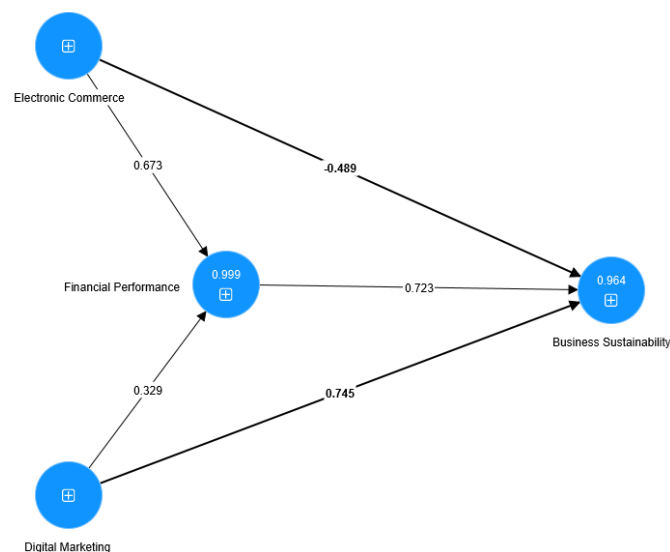 Electronic Commerce
0.673
-0.489
0.999
Financial Performance
0.723
0.964
Business Sustainability
0.329
0.745
Digital Marketing